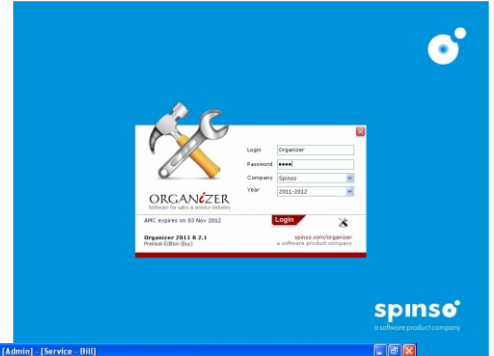 Login Organizer
Password ••••
Company Spinso
Year 2011-2012
ORGANIZER
Software for sales & service industry
AMC expires on 03 Nov 2012
Login
Organizer 2011 R 2.1
Premium Edition (Buy)
spinso.com/organizer
a software product company
spinso
a software product company
[Admin] - [Service - Bill]